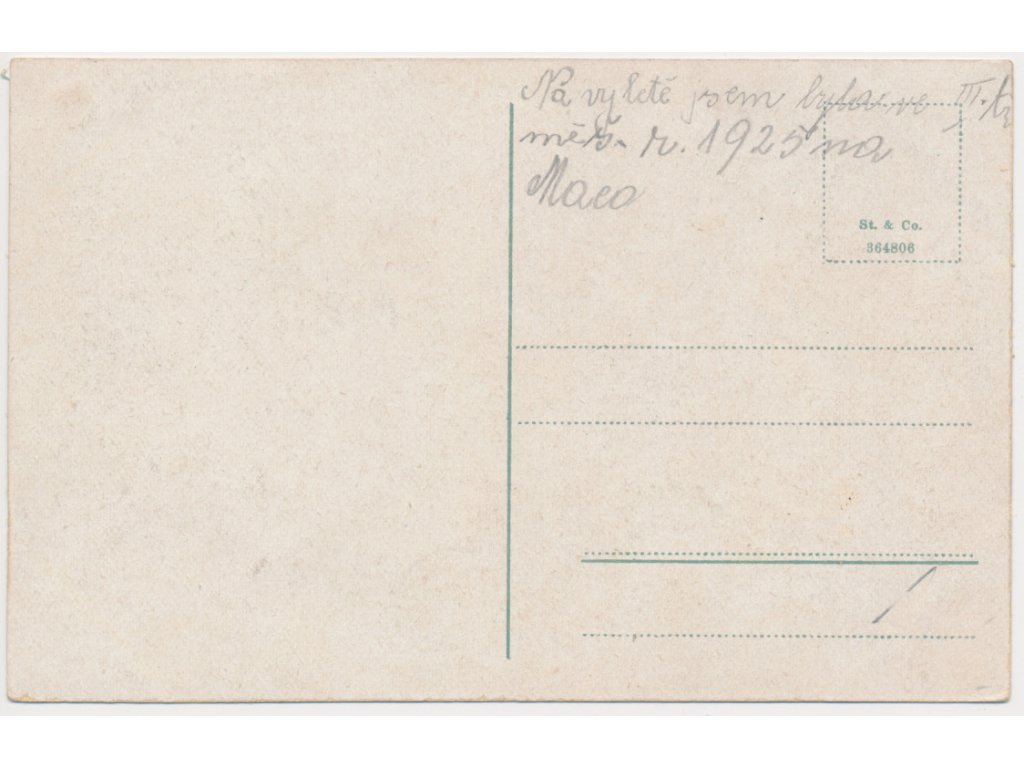 Na výletě jsem byla ve III. tř.
měš. r. 1925 na
Maco
St. & Co.
364806